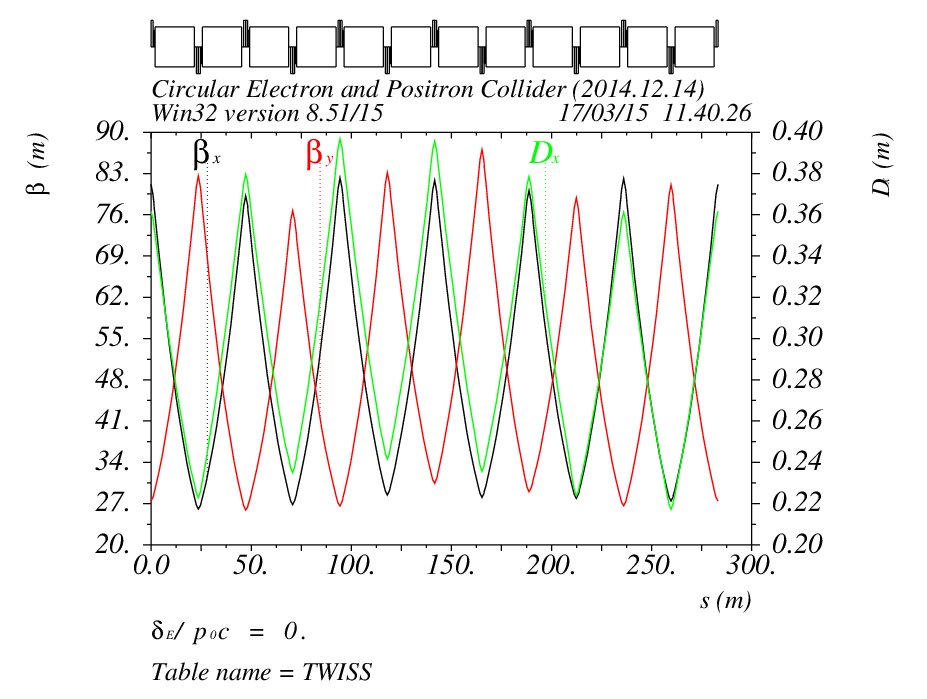 Circular Electron and Positron Collider (2014.12.14)
Win32 version 8.51/15 17/03/15 11.40.26
β (m)
βx βy Dx
Dx (m)
90. 0.40
83. 0.38
76. 0.36
69. 0.34
62. 0.32
55. 0.30
48. 0.28
41. 0.26
34. 0.24
27. 0.22
20. 0.20
0.0 50. 100. 150. 200. 250. 300.
s (m)
δE/ p0c = 0.
Table name = TWISS